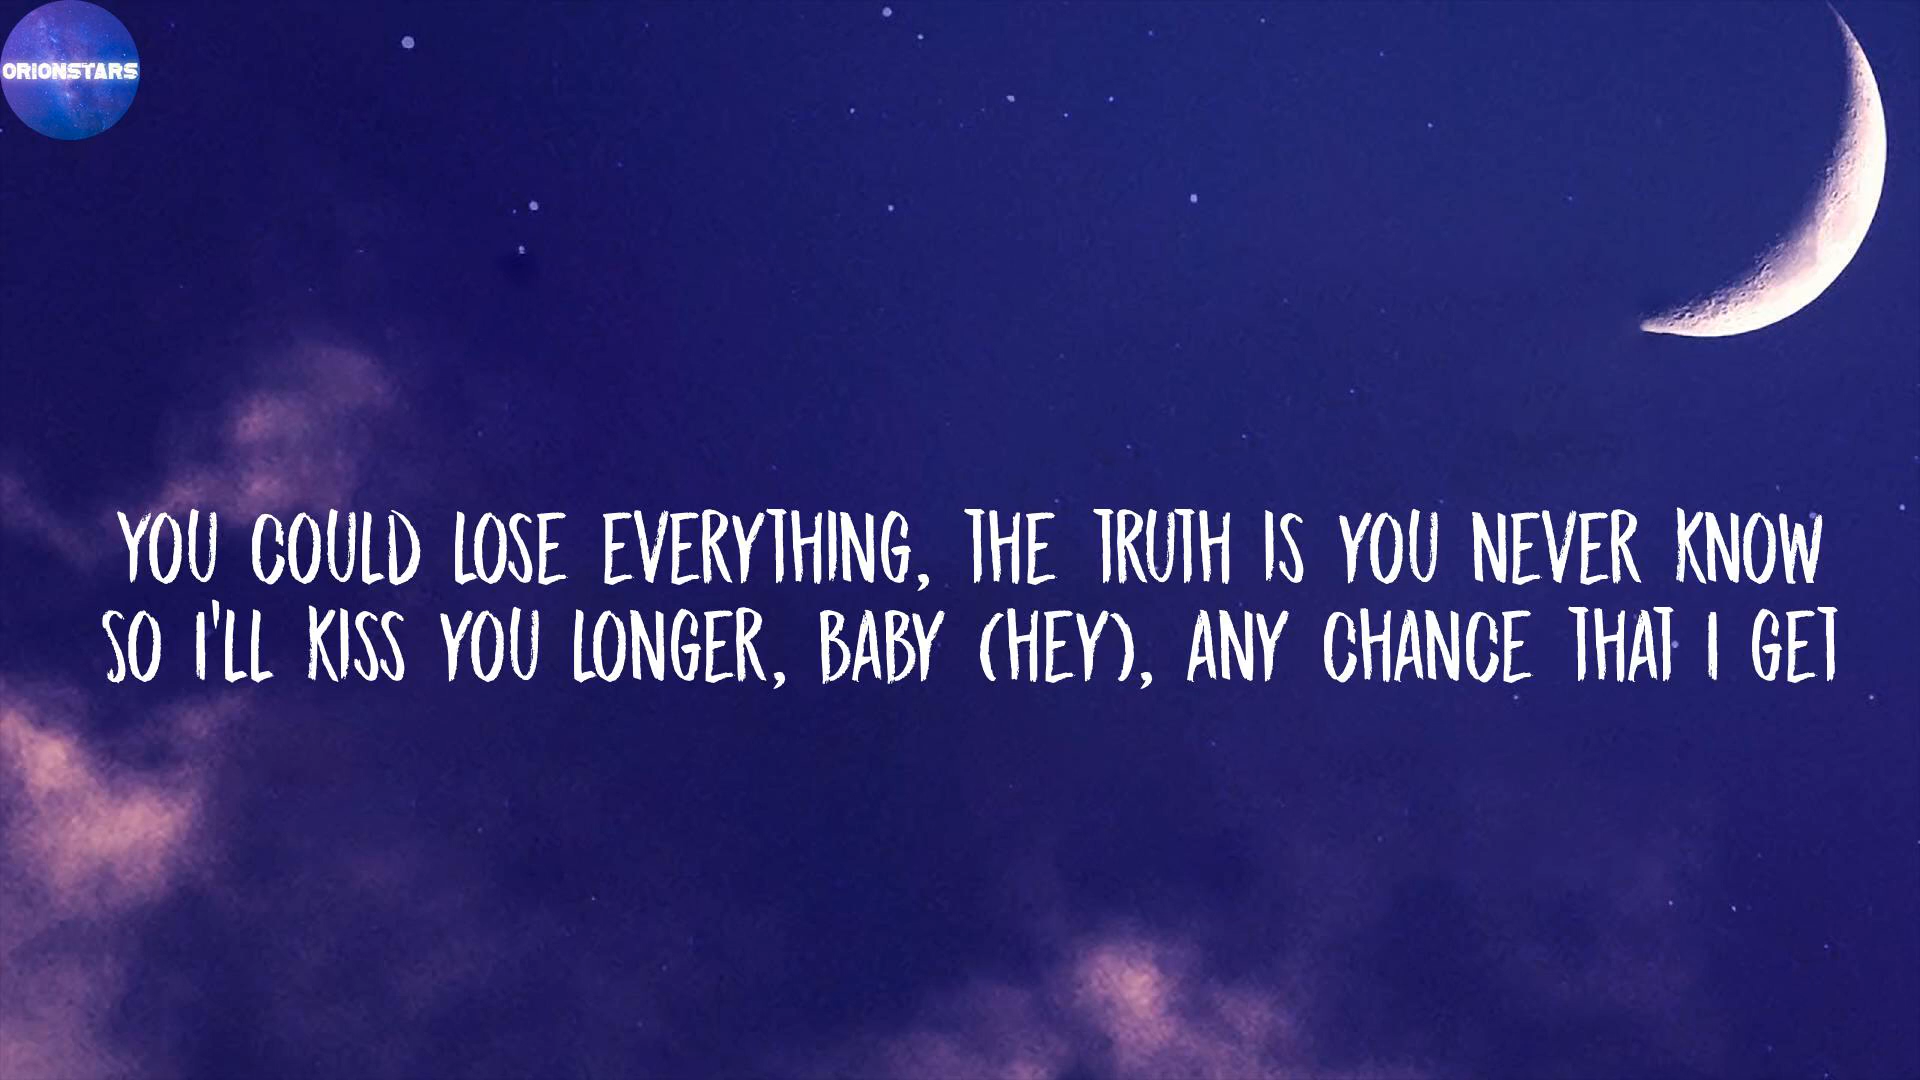 ORIONSTARS
YOU COULD LOSE EVERYTHING, THE TRUTH IS YOU NEVER KNOW
SO I'LL KISS YOU LONGER, BABY (HEY), ANY CHANCE THAT I GET